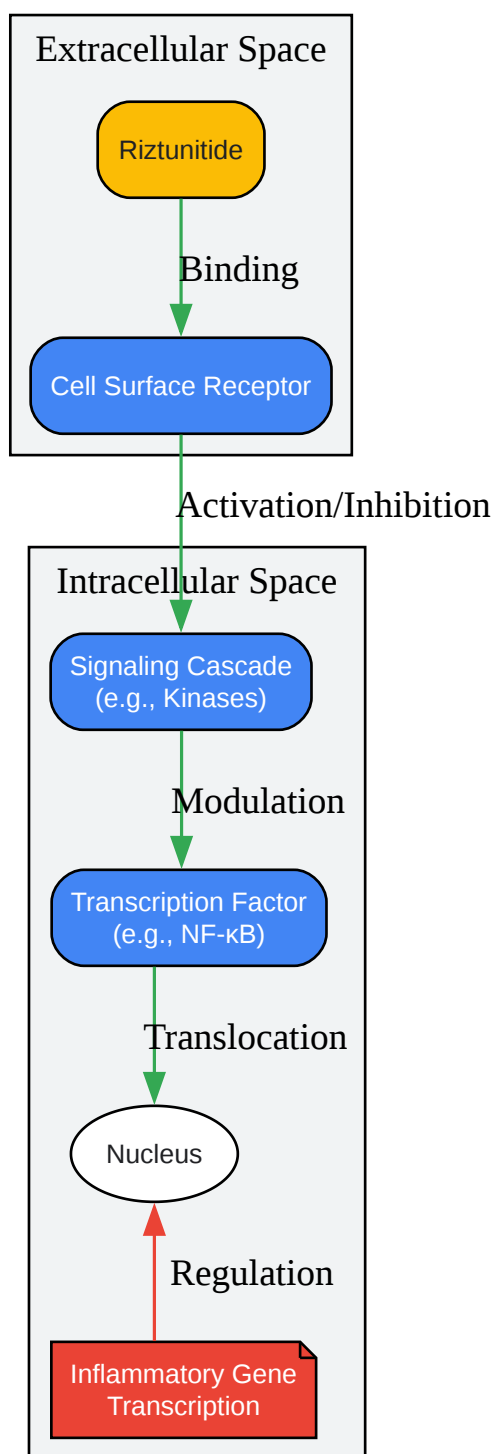 Extracellular Space
Riztunitide
Binding
Cell Surface Receptor
Activation/Inhibition
Intracellular Space
Signaling Cascade
(e.g., Kinases)
Modulation
Transcription Factor
(e.g., NF-κB)
Translocation
Nucleus
Regulation
Inflammatory Gene
Transcription